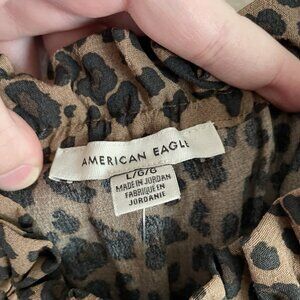 AMERICAN EAGLE
L/G/G
MADE IN JORDAN
FABRIQUÉ EN
JORDANIE